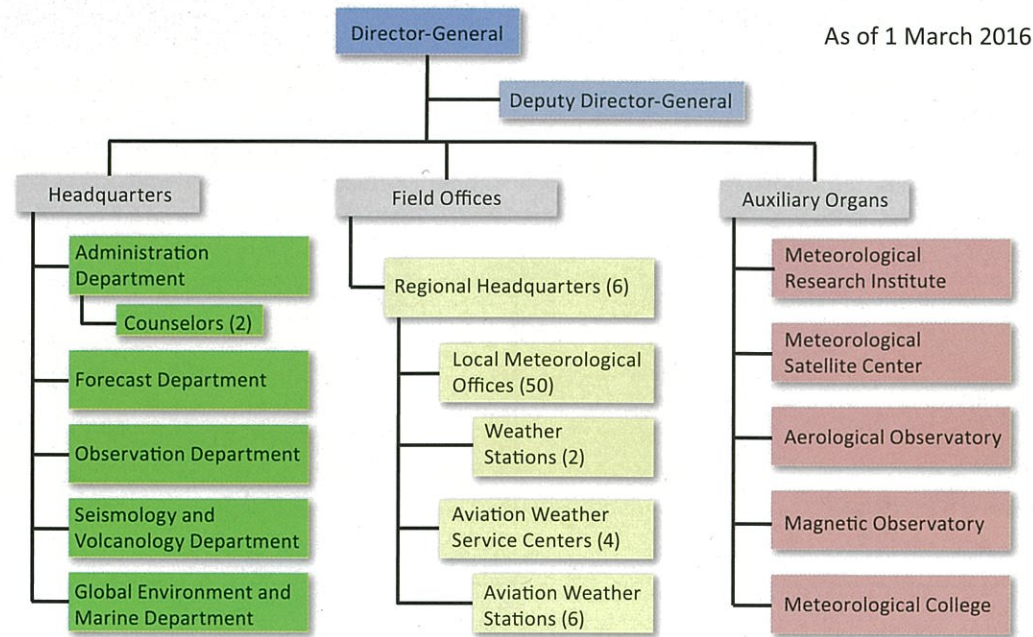 Director-General
As of 1 March 2016
Deputy Director-General
Headquarters
Administration
Department
Counselors (2)
Forecast Department
Observation Department
Seismology and
Volcanology Department
Global Environment and
Marine Department
Field Offices
Regional Headquarters (6)
Local Meteorological
Offices (50)
Weather
Stations (2)
Aviation Weather
Service Centers (4)
Aviation Weather
Stations (6)
Auxiliary Organs
Meteorological
Research Institute
Meteorological
Satellite Center
Aerological Observatory
Magnetic Observatory
Meteorological College